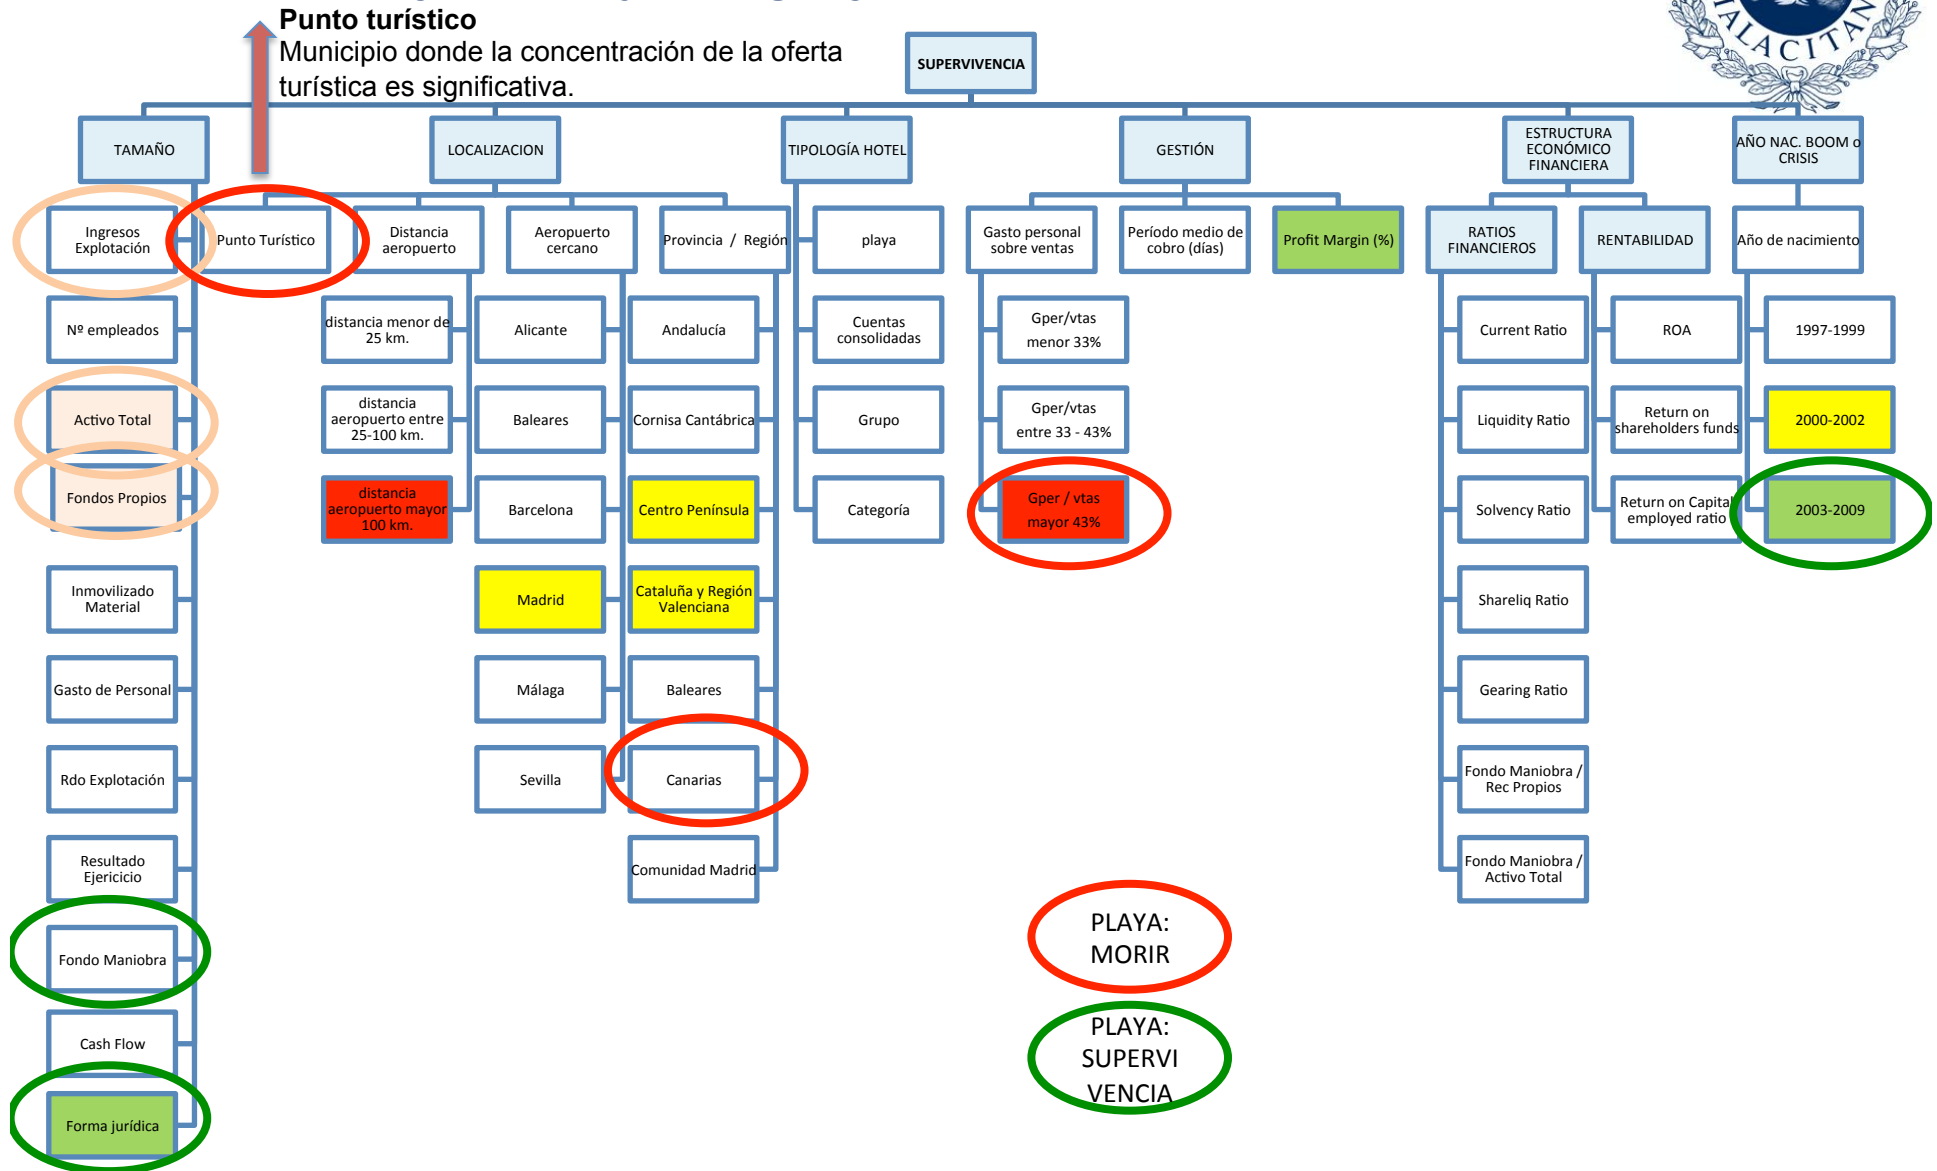 Punto turístico
Municipio donde la concentración de la oferta
turística es significativa.
MALACITAN
SUPERVIVENCIA
TAMAÑO
LOCALIZACION
TIPOLOGÍA HOTEL
GESTIÓN
ESTRUCTURA
ECONÓMICO
FINANCIERA
AÑO NAC. BOOM o
CRISIS
Ingresos
Explotación
Punto Turístico
Distancia
aeropuerto
Aeropuerto
cercano
Provincia / Región
playa
Gasto personal
sobre ventas
Período medio de
cobro (días)
Profit Margin (%)
RATIOS
FINANCIEROS
RENTABILIDAD
Año de nacimiento
Nº empleados
distancia menor de
25 km.
Alicante
Andalucía
Cuentas
consolidadas
Gper/vtas
menor 33%
Current Ratio
ROA
1997-1999
Activo Total
distancia
aeropuerto entre
25-100 km.
Baleares
Cornisa Cantábrica
Grupo
Gper/vtas
entre 33 - 43%
Liquidity Ratio
Return on
shareholders funds
2000-2002
Fondos Propios
distancia
aeropuerto mayor
100 km.
Barcelona
Centro Península
Categoría
Gper / vtas
mayor 43%
Solvency Ratio
Return on Capital
employed ratio
2003-2009
Inmovilizado
Material
Madrid
Cataluña y Región
Valenciana
Shareliq Ratio
Gasto de Personal
Málaga
Baleares
Gearing Ratio
Rdo Explotación
Sevilla
Canarias
Fondo Maniobra /
Rec Propios
Resultado
Ejericicio
Comunidad Madrid
Fondo Maniobra /
Activo Total
Fondo Maniobra
PLAYA:
MORIR
Cash Flow
PLAYA:
SUPERVI
VENCIA
Forma jurídica